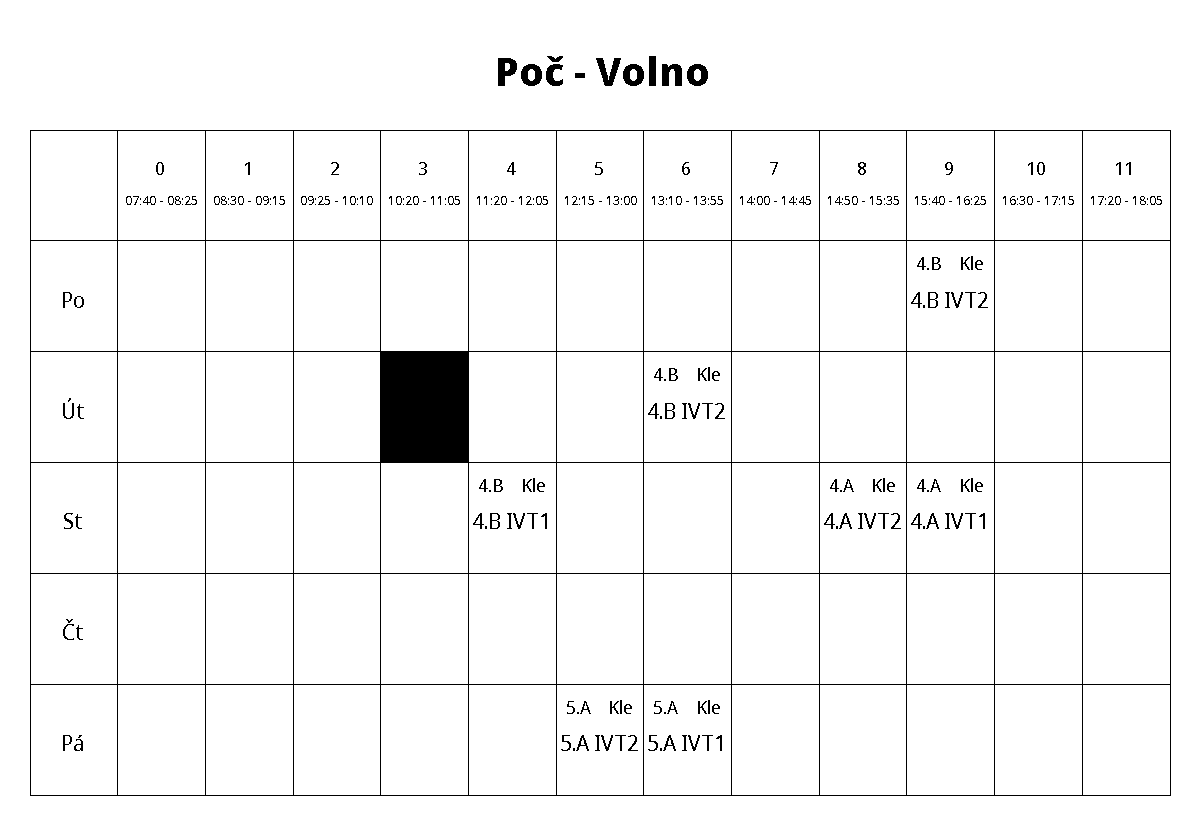 Poč - Volno
0 1 2 3 4 5 6 7 8 9 10 11
07:40 - 08:25 08:30 - 09:15 09:25 - 10:10 10:20 - 11:05 11:20 - 12:05 12:15 - 13:00 13:10 - 13:55 14:00 - 14:45 14:50 - 15:35 15:40 - 16:25 16:30 - 17:15 17:20 - 18:05
4.B Kle
Po 4.B IVT2
4.B Kle
Út 4.B IVT2
4.B Kle 4.A Kle 4.A Kle
St 4.B IVT1 4.A IVT2 4.A IVT1
Čt
5.A Kle 5.A Kle
Pá 5.A IVT2 5.A IVT1